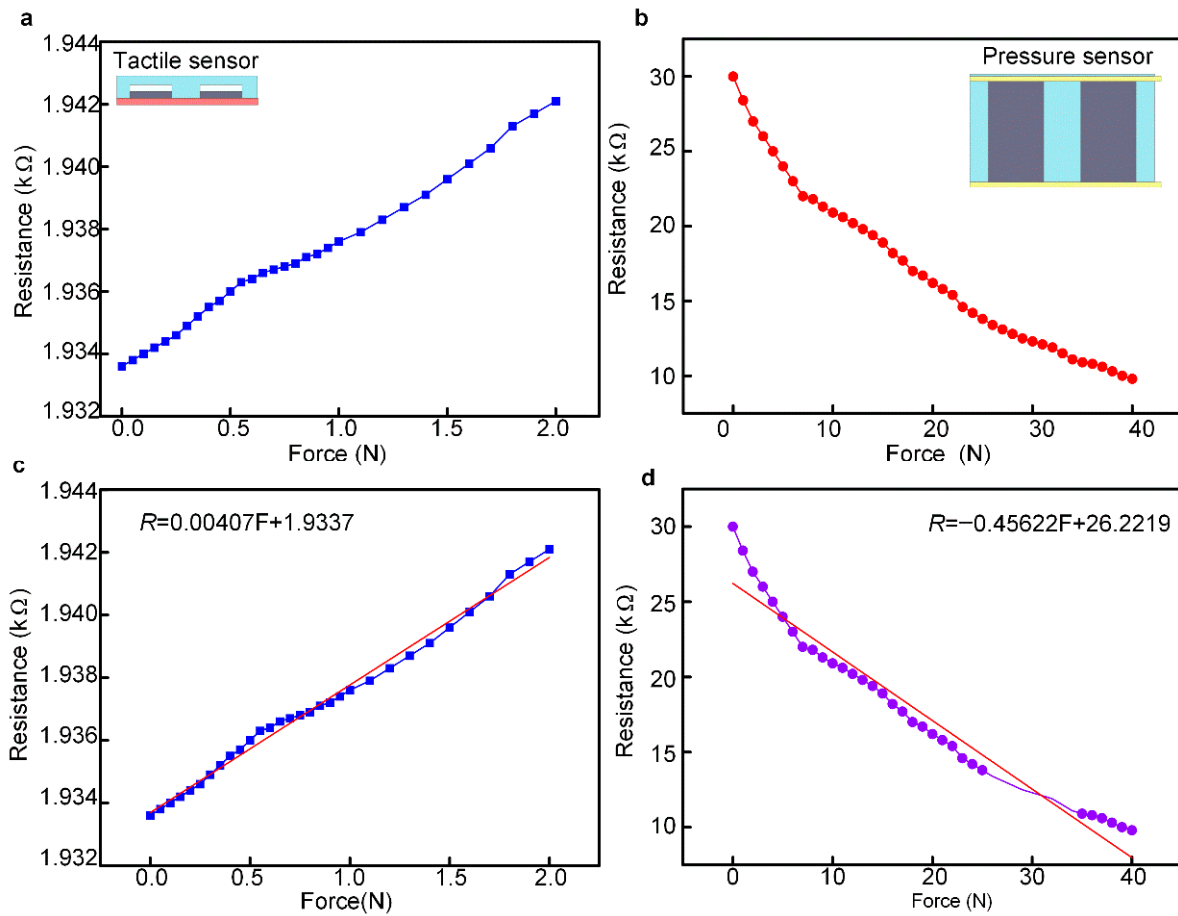 a
Tactile sensor
1.944
1.942
1.940
1.938
1.936
1.934
1.932
Resistance (kΩ)
0.0 0.5 1.0 1.5 2.0
Force (N)
b
Pressure sensor
30
25
20
15
10
Resistance (kΩ)
0 10 20 30 40
Force (N)
c
R=0.00407F+1.9337
1.944
1.942
1.940
1.938
1.936
1.934
1.932
Resistance (kΩ)
0.0 0.5 1.0 1.5 2.0
Force(N)
d
R=−0.45622F+26.2219
30
25
20
15
10
Resistance (kΩ)
0 10 20 30 40
Force (N)